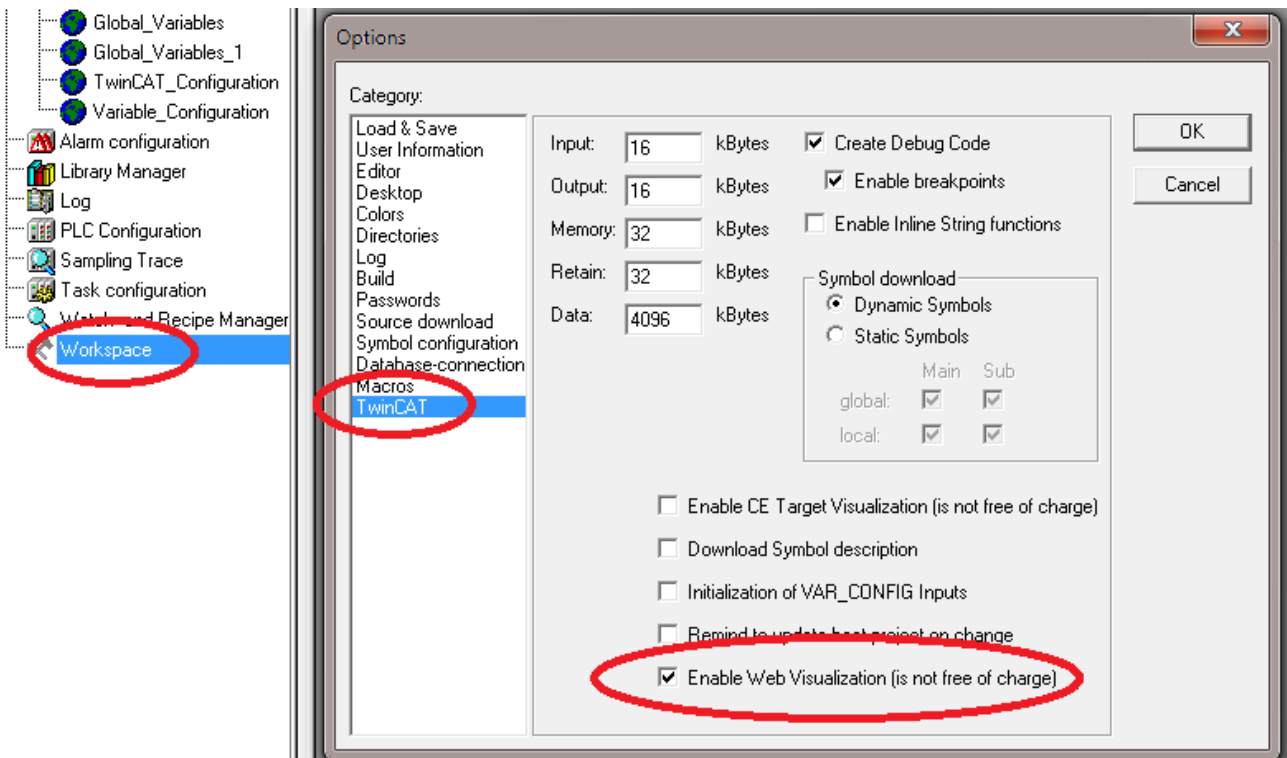 Global_Variables
Global_Variables_1
TwinCAT_Configuration
Variable_Configuration
Alarm configuration
Library Manager
Log
PLC Configuration
Sampling Trace
Task configuration
Watch- and Recipe Manager
Workspace
Options
Category:
Load & Save
User Information
Editor
Desktop
Colors
Directories
Log
Build
Passwords
Source download
Symbol configuration
Database-connection
Macros
TwinCAT
Input: 16 kBytes
Output: 16 kBytes
Memory: 32 kBytes
Retain: 32 kBytes
Data: 4096 kBytes
Create Debug Code
Enable breakpoints
Enable Inline String functions
Symbol download
Dynamic Symbols
Static Symbols
Main Sub
global:
local:
Enable CE Target Visualization (is not free of charge)
Download Symbol description
Initialization of VAR_CONFIG Inputs
Remind to update boot project on change
Enable Web Visualization (is not free of charge)
OK
Cancel